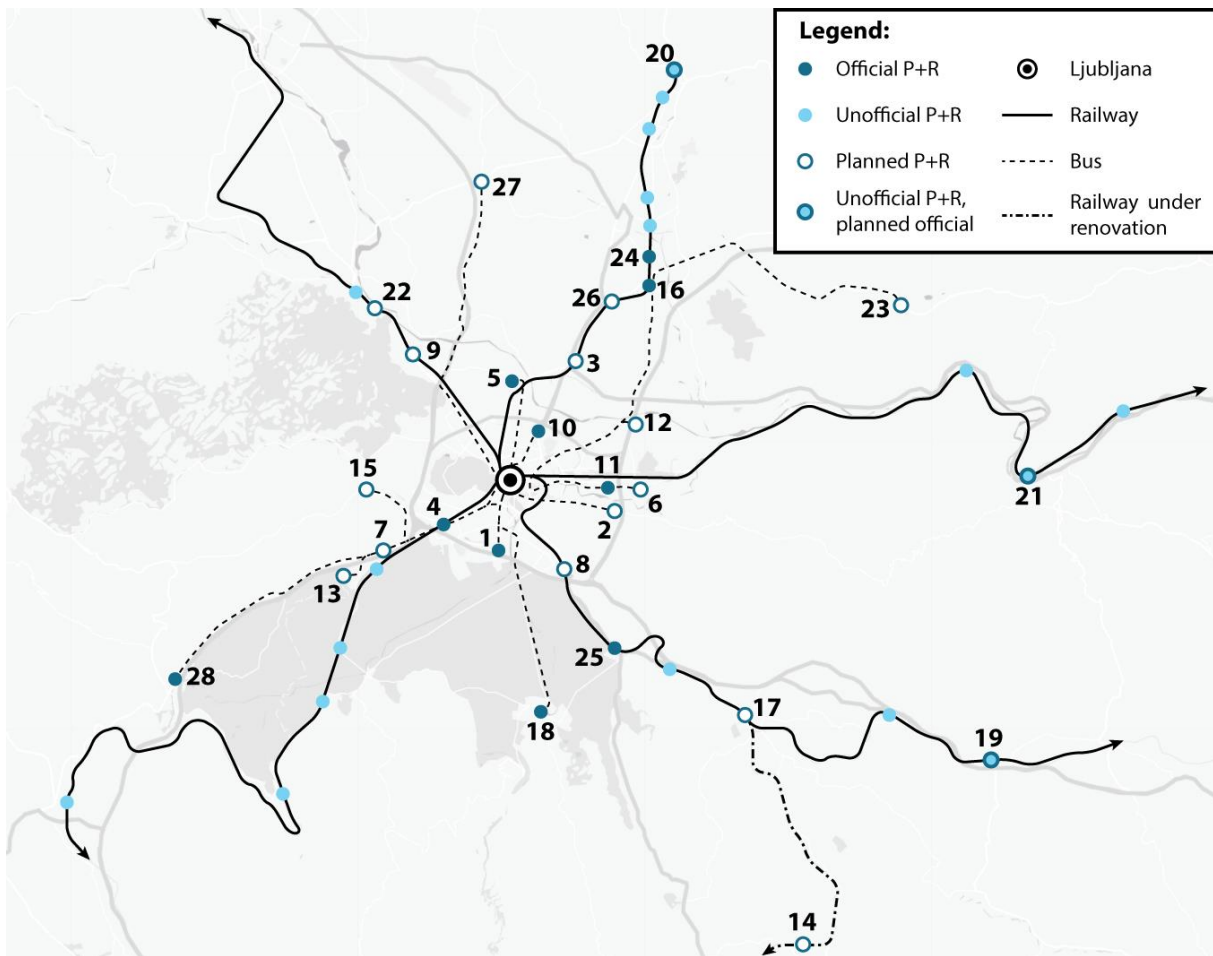 Legend:
Official P+R
Ljubljana
Unofficial P+R
Railway
Planned P+R
Bus
Unofficial P+R,
planned official
Railway under
renovation
20
27
24
16
26
23
22
9
3
5
10
12
11
15
6
21
4
2
7
1
8
13
25
28
17
18
19
14